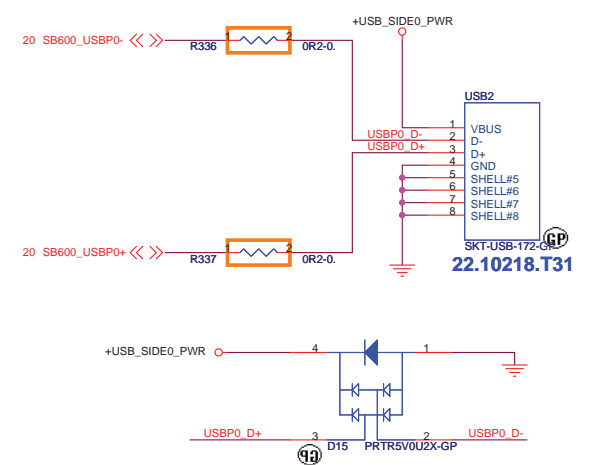 +USB_SIDE0_PWR
20 SB600_USBP0-
1 2
R336 0R2-0.
USB2
1 VBUS
USBP0_D- 2 D-
USBP0_D+ 3 D+
4 GND
5 SHELL#5
6 SHELL#6
7 SHELL#7
8 SHELL#8
GP
SKT-USB-172-GP
22.10218.T31
20 SB600_USBP0+
1 2
R337 0R2-0.
+USB_SIDE0_PWR 4 1
USBP0_D+ 3 2 USBP0_D-
GP D15 PRTR5V0U2X-GP